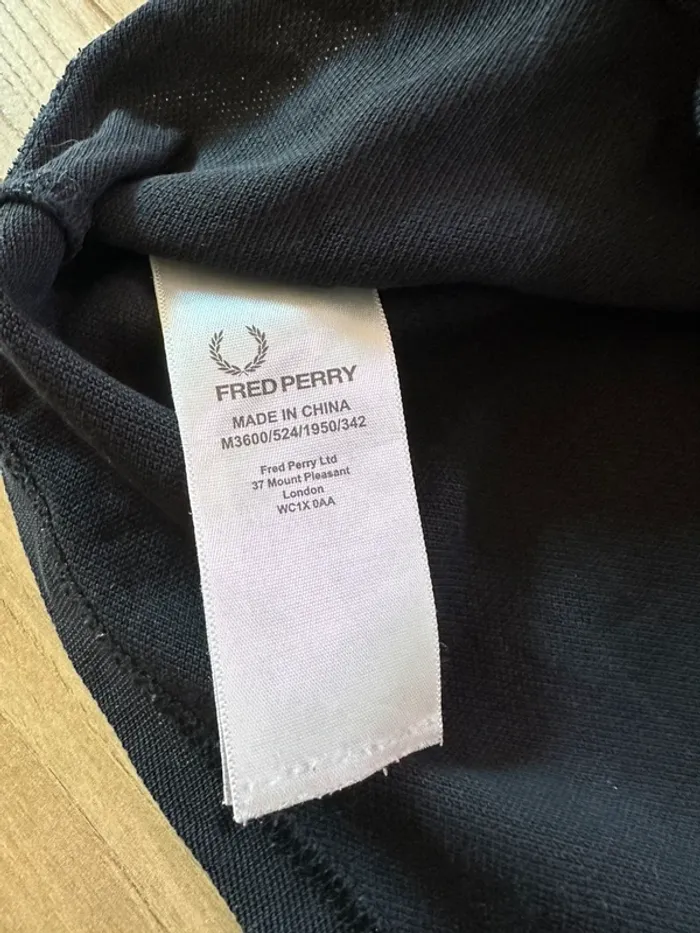 FRED PERRY
MADE IN CHINA
M3600/524/1950/342
Fred Perry Ltd
37 Mount Pleasant
London
WC1X 0AA